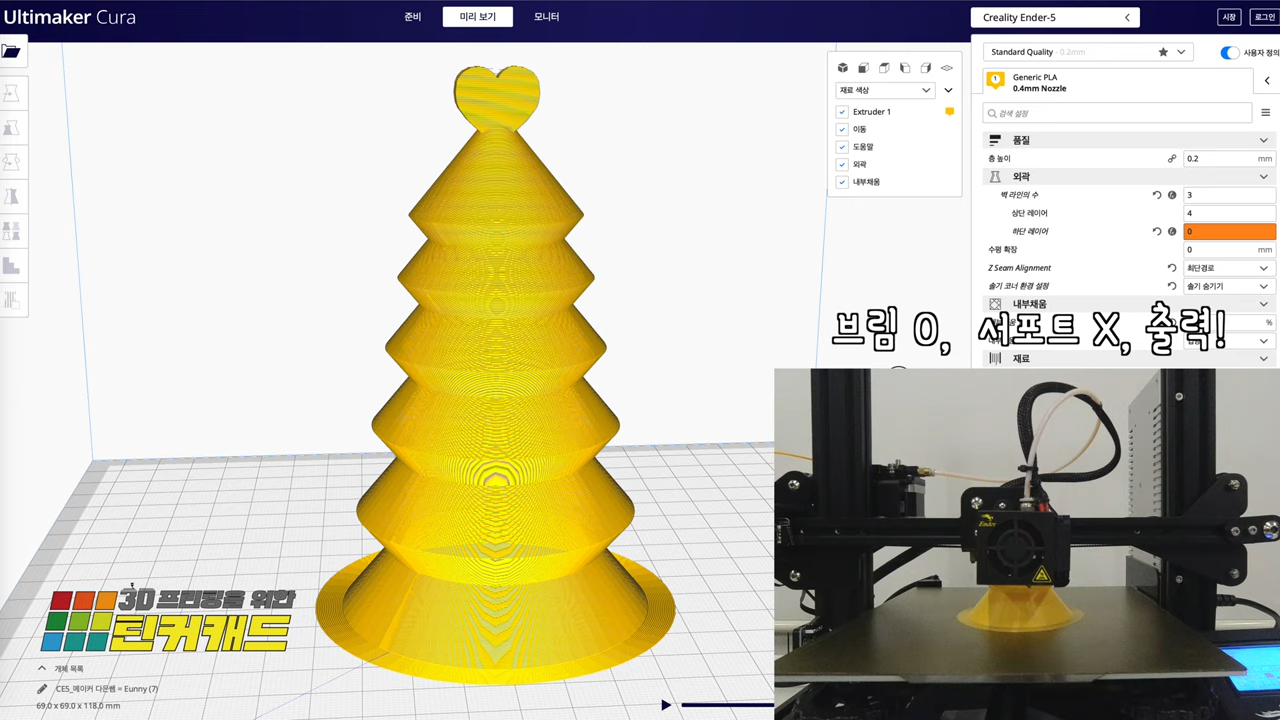 Ultimaker Cura
준비
미리 보기
모니터
Creality Ender-5
시장
로그인
Standard Quality - 0.2mm
사용자 정의
재료 색상
Extruder 1
이동
도움말
외곽
내부채움
1
Generic PLA
0.4mm Nozzle
검색 설정
품질
층 높이
0.2
mm
외곽
벽 라인의 수
3
상단 레이어
4
하단 레이어
0
수평 확장
0
mm
Z Seam Alignment
최단경로
솔기 코너 환경 설정
솔기 숨기기
내부채움
%
브림 O, 서포트 X, 출력!
재료
Ender
3D 프린팅을 위한
틴커캐드
개체 목록
CE5_메이커 다은쌤 = Eunny (7)
69.0 x 69.0 x 118.0 mm